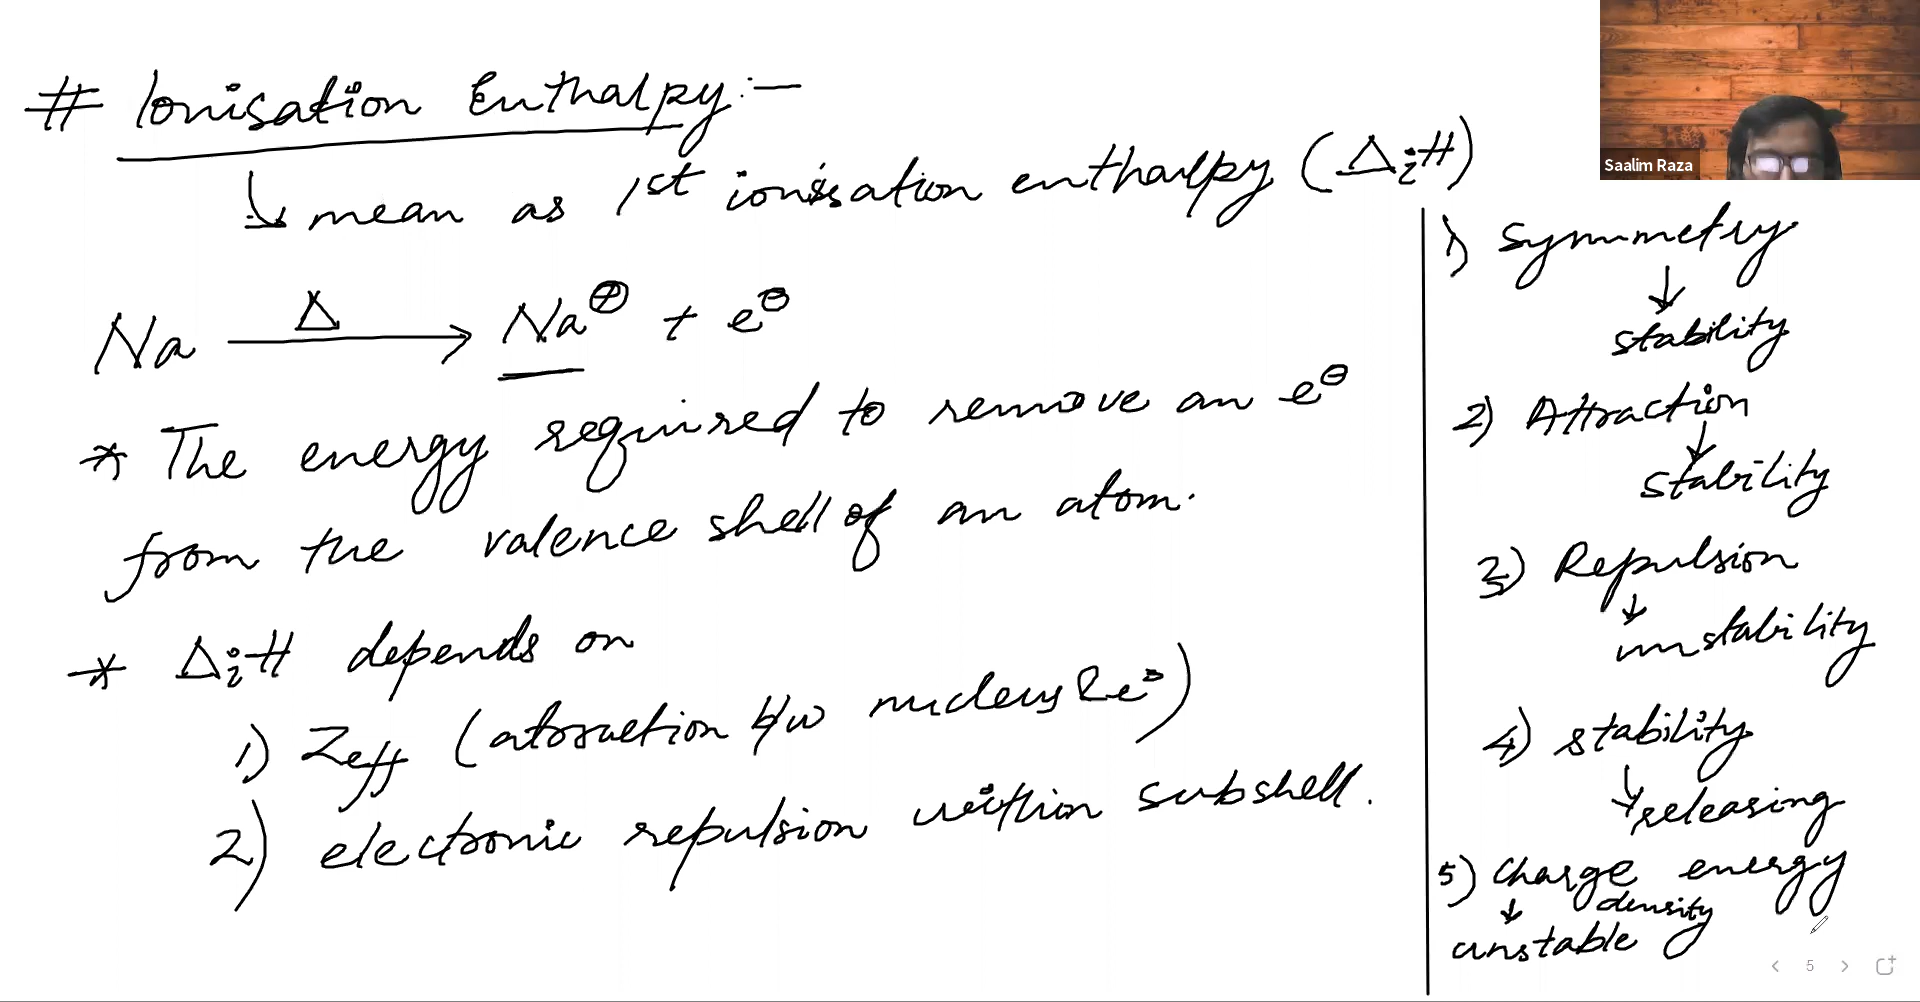 # Ionisation Enthalpy:-
↳ mean as 1st ionisation enthalpy (ΔiH)
Na —Δ→ Na⊕ + e⊖
* The energy required to remove an e⊖
from the valence shell of an atom.
* ΔiH depends on
1) Zeff (attraction b/w nucleus & e⊖)
2) electronic repulsion within subshell.
1) Symmetry
↓
stability
2) Attraction
↓
stability
3) Repulsion
↓
unstability
4) stability
↓ releasing
energy
5) Charge density
↓
unstable
Saalim Raza
5